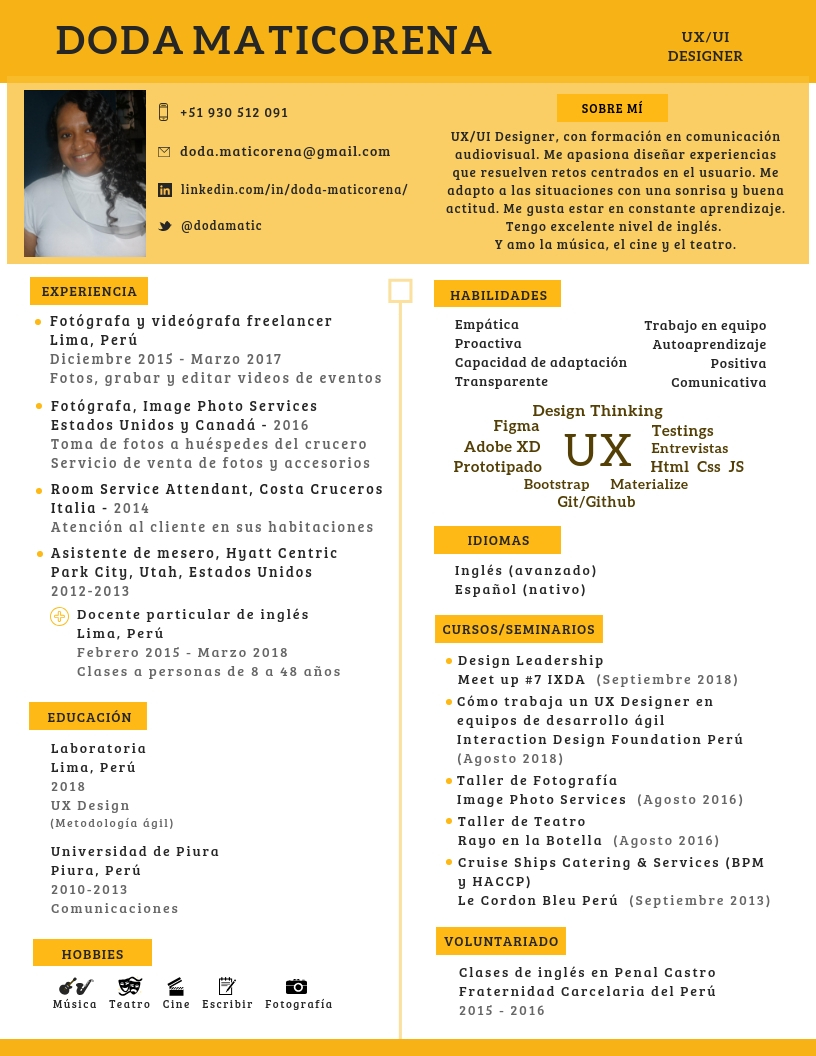 DODA MATICORENA
UX/UI
DESIGNER
+51 930 512 091
doda.maticorena@gmail.com
linkedin.com/in/doda-maticorena/
@dodamatic
SOBRE MÍ
UX/UI Designer, con formación en comunicación
audiovisual. Me apasiona diseñar experiencias
que resuelven retos centrados en el usuario. Me
adapto a las situaciones con una sonrisa y buena
actitud. Me gusta estar en constante aprendizaje.
Tengo excelente nivel de inglés.
Y amo la música, el cine y el teatro.
EXPERIENCIA
Fotógrafa y videógrafa freelancer
Lima, Perú
Diciembre 2015 - Marzo 2017
Fotos, grabar y editar videos de eventos
Fotógrafa, Image Photo Services
Estados Unidos y Canadá - 2016
Toma de fotos a huéspedes del crucero
Servicio de venta de fotos y accesorios
Room Service Attendant, Costa Cruceros
Italia - 2014
Atención al cliente en sus habitaciones
Asistente de mesero, Hyatt Centric
Park City, Utah, Estados Unidos
2012-2013
Docente particular de inglés
Lima, Perú
Febrero 2015 - Marzo 2018
Clases a personas de 8 a 48 años
EDUCACIÓN
Laboratoria
Lima, Perú
2018
UX Design
(Metodología ágil)
Universidad de Piura
Piura, Perú
2010-2013
Comunicaciones
HOBBIES
Música Teatro Cine Escribir Fotografía
HABILIDADES
Empática Trabajo en equipo
Proactiva Autoaprendizaje
Capacidad de adaptación Positiva
Transparente Comunicativa
Design Thinking
Figma Testings
Adobe XD UX Entrevistas
Prototipado Html Css JS
Bootstrap Materialize
Git/Github
IDIOMAS
Inglés (avanzado)
Español (nativo)
CURSOS/SEMINARIOS
Design Leadership
Meet up #7 IXDA (Septiembre 2018)
Cómo trabaja un UX Designer en
equipos de desarrollo ágil
Interaction Design Foundation Perú
(Agosto 2018)
Taller de Fotografía
Image Photo Services (Agosto 2016)
Taller de Teatro
Rayo en la Botella (Agosto 2016)
Cruise Ships Catering & Services (BPM
y HACCP)
Le Cordon Bleu Perú (Septiembre 2013)
VOLUNTARIADO
Clases de inglés en Penal Castro
Fraternidad Carcelaria del Perú
2015 - 2016